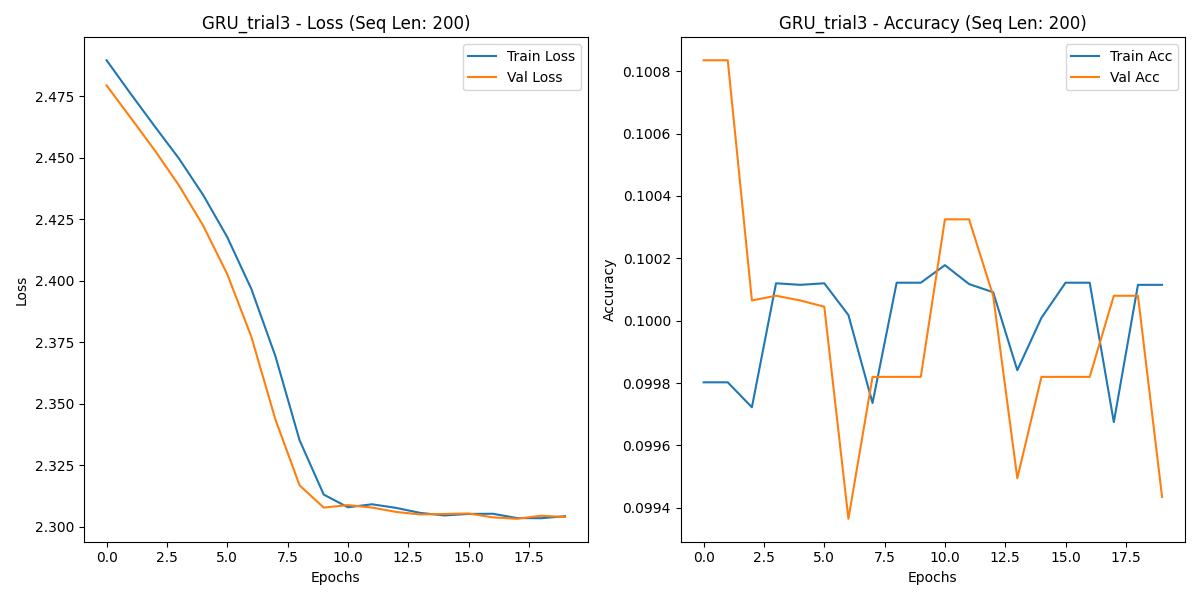 GRU_trial3 - Loss (Seq Len: 200)
Train Loss
Val Loss
2.475
2.450
2.425
2.400
2.375
2.350
2.325
2.300
Loss
0.0 2.5 5.0 7.5 10.0 12.5 15.0 17.5
Epochs
GRU_trial3 - Accuracy (Seq Len: 200)
Train Acc
Val Acc
0.1008
0.1006
0.1004
0.1002
0.1000
0.0998
0.0996
0.0994
Accuracy
0.0 2.5 5.0 7.5 10.0 12.5 15.0 17.5
Epochs